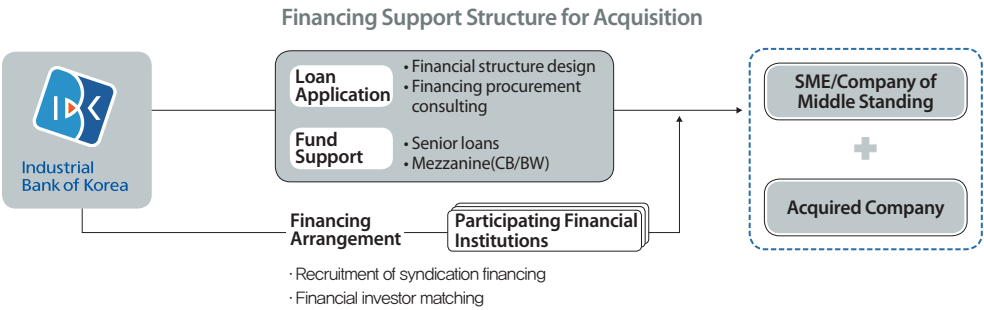 Financing Support Structure for Acquisition
IBK
Industrial
Bank of Korea
Loan
Application
• Financial structure design
• Financing procurement
consulting
Fund
Support
• Senior loans
• Mezzanine(CB/BW)
Financing
Arrangement
Participating Financial
Institutions
· Recruitment of syndication financing
· Financial investor matching
SME/Company of
Middle Standing
+
Acquired Company